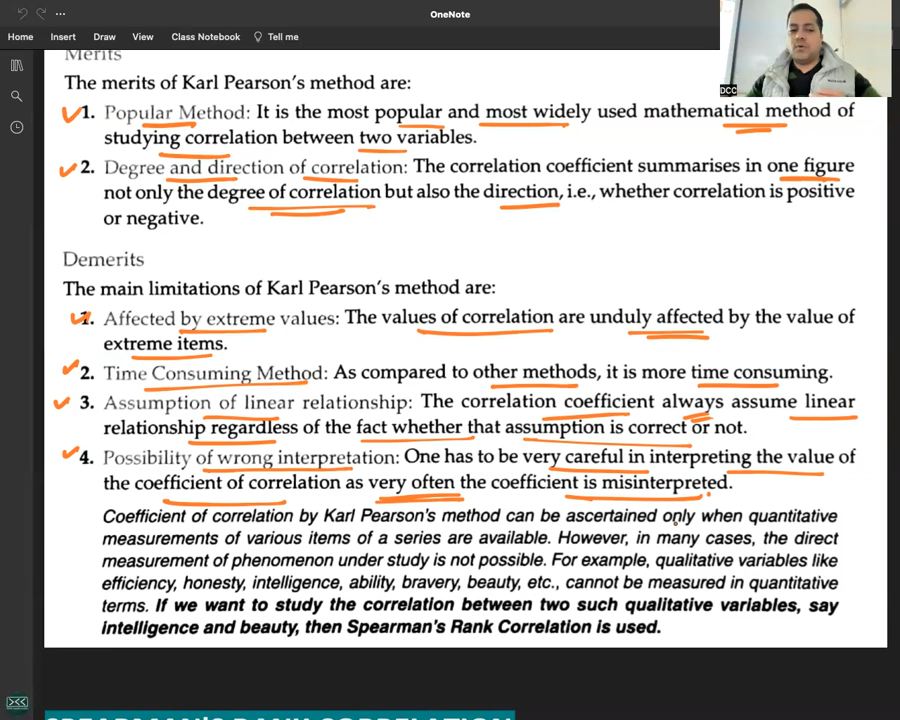 OneNote
Home Insert Draw View Class Notebook Tell me
DCC
Merits
The merits of Karl Pearson's method are:
1. Popular Method: It is the most popular and most widely used mathematical method of
studying correlation between two variables.
2. Degree and direction of correlation: The correlation coefficient summarises in one figure
not only the degree of correlation but also the direction, i.e., whether correlation is positive
or negative.
Demerits
The main limitations of Karl Pearson's method are:
1. Affected by extreme values: The values of correlation are unduly affected by the value of
extreme items.
2. Time Consuming Method: As compared to other methods, it is more time consuming.
3. Assumption of linear relationship: The correlation coefficient always assume linear
relationship regardless of the fact whether that assumption is correct or not.
4. Possibility of wrong interpretation: One has to be very careful in interpreting the value of
the coefficient of correlation as very often the coefficient is misinterpreted.
Coefficient of correlation by Karl Pearson's method can be ascertained only when quantitative
measurements of various items of a series are available. However, in many cases, the direct
measurement of phenomenon under study is not possible. For example, qualitative variables like
efficiency, honesty, intelligence, ability, bravery, beauty, etc., cannot be measured in quantitative
terms. If we want to study the correlation between two such qualitative variables, say
intelligence and beauty, then Spearman's Rank Correlation is used.
SPEARMAN'S RANK CORRELATION